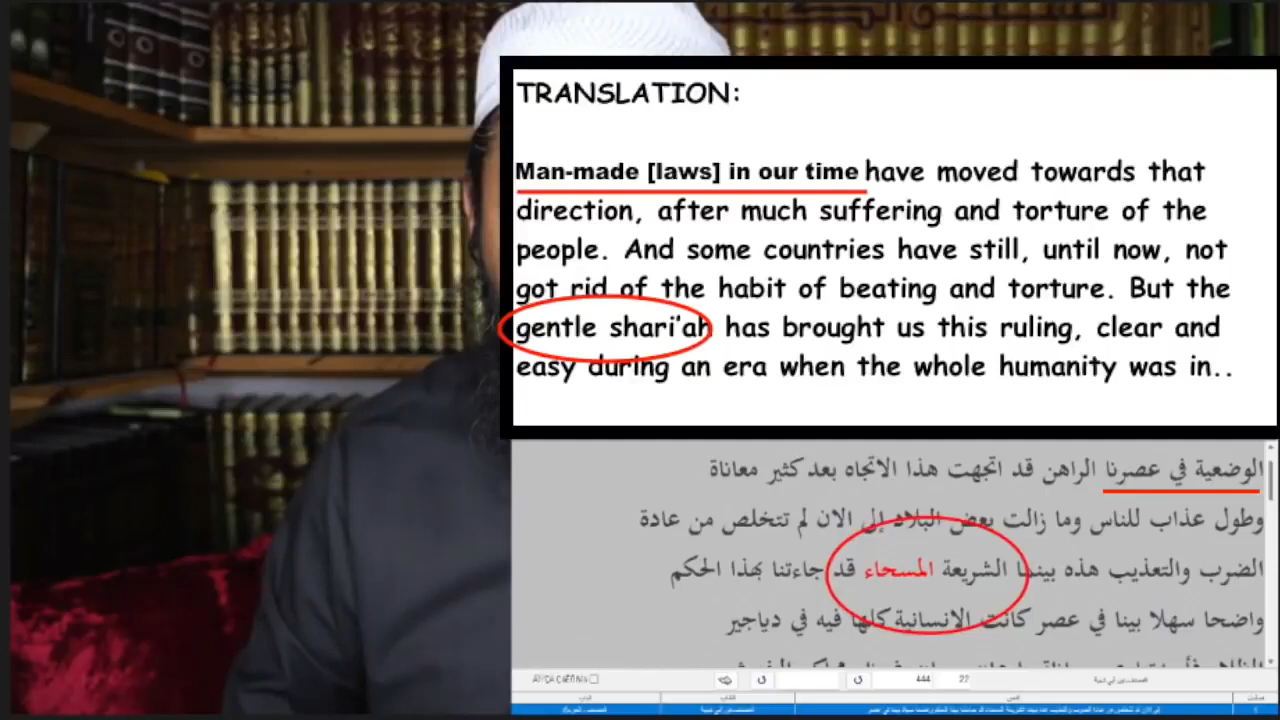 TRANSLATION:
Man-made [laws] in our time have moved towards that
direction, after much suffering and torture of the
people. And some countries have still, until now, not
got rid of the habit of beating and torture. But the
gentle shari'ah has brought us this ruling, clear and
easy during an era when the whole humanity was in..
الوضعية في عصرنا الراهن قد اتجهت هذا الاتجاه بعد كثير معاناة
وطول عذاب للناس وما زالت بعض البلاد إلى الان لم تتخلص من عادة
الضرب والتعذيب هذه بينما الشريعة المسحاء قد جاءتنا بهذا الحكم
واضحا سهلا بينا في عصر كانت الإنسانية كلها فيه في دياجير
444 22